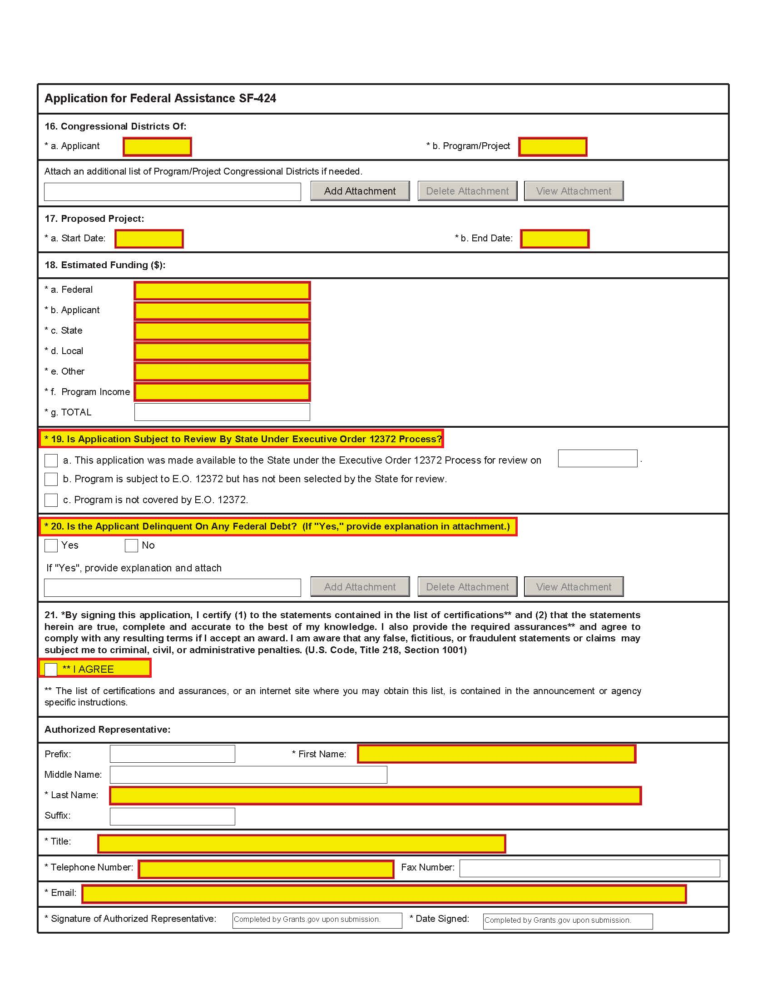 Application for Federal Assistance SF-424
16. Congressional Districts Of:
* a. Applicant * b. Program/Project
Attach an additional list of Program/Project Congressional Districts if needed.
Add Attachment Delete Attachment View Attachment
17. Proposed Project:
* a. Start Date: * b. End Date:
18. Estimated Funding ($):
* a. Federal
* b. Applicant
* c. State
* d. Local
* e. Other
* f. Program Income
* g. TOTAL
* 19. Is Application Subject to Review By State Under Executive Order 12372 Process?
a. This application was made available to the State under the Executive Order 12372 Process for review on .
b. Program is subject to E.O. 12372 but has not been selected by the State for review.
c. Program is not covered by E.O. 12372.
* 20. Is the Applicant Delinquent On Any Federal Debt? (If "Yes," provide explanation in attachment.)
Yes No
If "Yes", provide explanation and attach
Add Attachment Delete Attachment View Attachment
21. *By signing this application, I certify (1) to the statements contained in the list of certifications** and (2) that the statements
herein are true, complete and accurate to the best of my knowledge. I also provide the required assurances** and agree to
comply with any resulting terms if I accept an award. I am aware that any false, fictitious, or fraudulent statements or claims may
subject me to criminal, civil, or administrative penalties. (U.S. Code, Title 218, Section 1001)
** I AGREE
** The list of certifications and assurances, or an internet site where you may obtain this list, is contained in the announcement or agency
specific instructions.
Authorized Representative:
Prefix: * First Name:
Middle Name:
* Last Name:
Suffix:
* Title:
* Telephone Number: Fax Number:
* Email:
* Signature of Authorized Representative: Completed by Grants.gov upon submission. * Date Signed: Completed by Grants.gov upon submission.